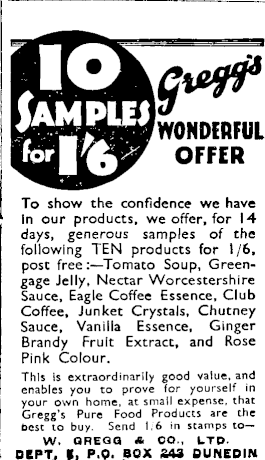 10
SAMPLES
for 1/6
Gregg's
WONDERFUL
OFFER
To show the confidence we have
in our products, we offer, for 14
days, generous samples of the
following TEN products for 1/6,
post free:—Tomato Soup, Green-
gage Jelly, Nectar Worcestershire
Sauce, Eagle Coffee Essence, Club
Coffee, Junket Crystals, Chutney
Sauce, Vanilla Essence, Ginger
Brandy Fruit Extract, and Rose
Pink Colour.
This is extraordinarily good value, and
enables you to prove for yourself in
your own home, at small expense, that
Gregg's Pure Food Products are the
best to buy. Send 1/6 in stamps to—
W. GREGG & CO., LTD.
DEPT. , P.O. BOX 243 DUNEDIN